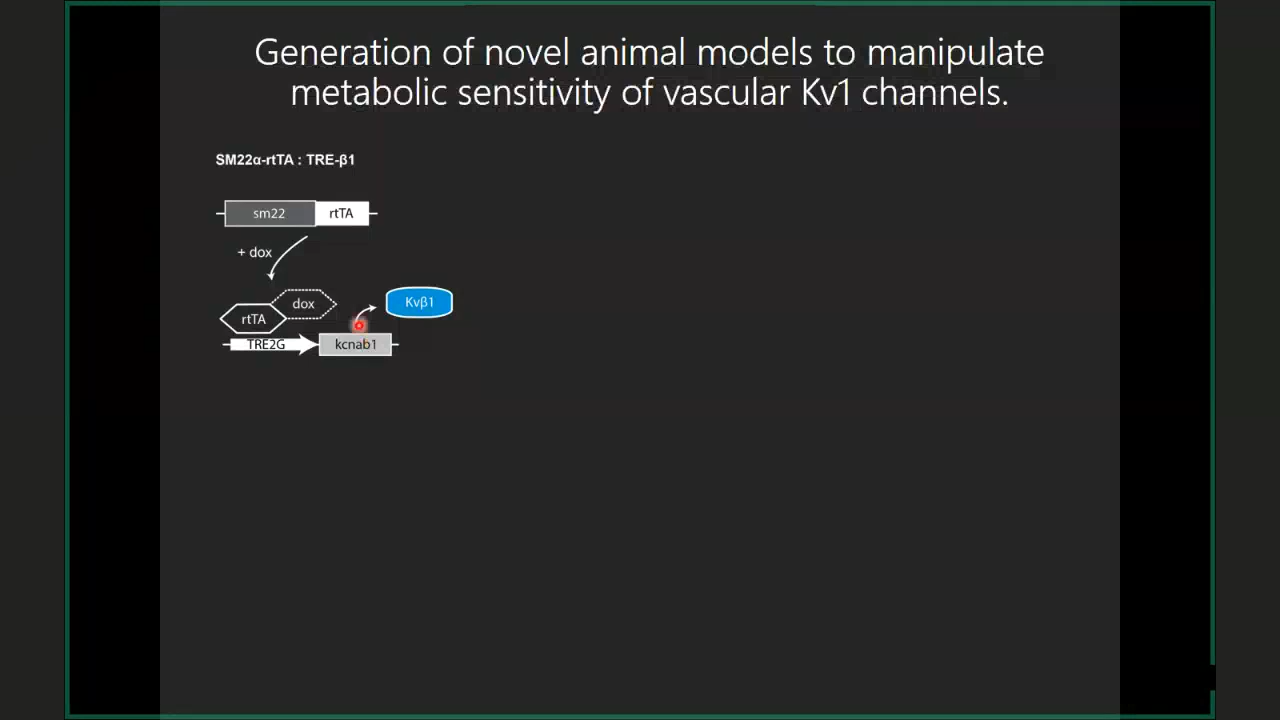 Generation of novel animal models to manipulate
metabolic sensitivity of vascular Kv1 channels.
SM22α-rtTA : TRE-β1
sm22 rtTA
+ dox
dox
Kvβ1
rtTA
TRE2G kcnab1